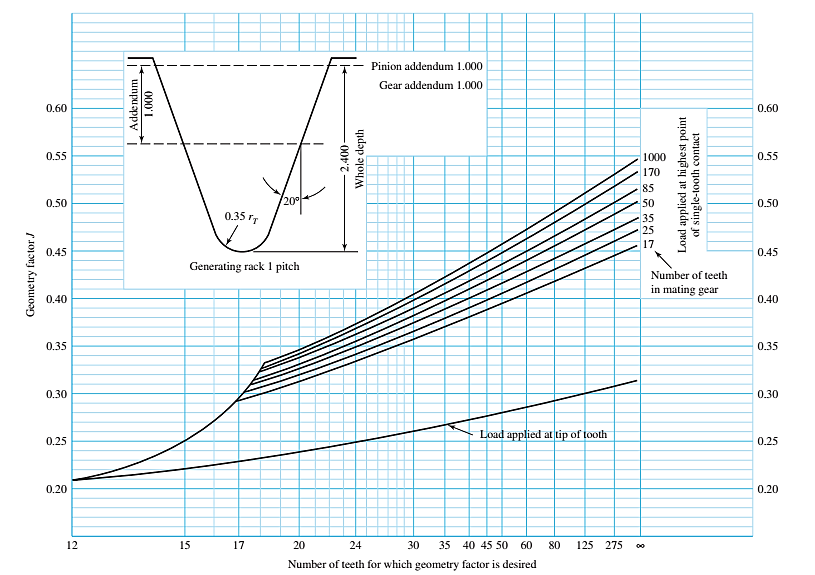 Pinion addendum 1.000
Gear addendum 1.000
Addendum
1.000
2.400
Whole depth
20°
0.35 rT
Generating rack 1 pitch
Geometry factor J
0.60
0.55
0.50
0.45
0.40
0.35
0.30
0.25
0.20
0.60
0.55
0.50
0.45
0.40
0.35
0.30
0.25
0.20
1000
170
85
50
35
25
17
Load applied at highest point
of single-tooth contact
Number of teeth
in mating gear
Load applied at tip of tooth
12 15 17 20 24 30 35 40 45 50 60 80 125 275 ∞
Number of teeth for which geometry factor is desired